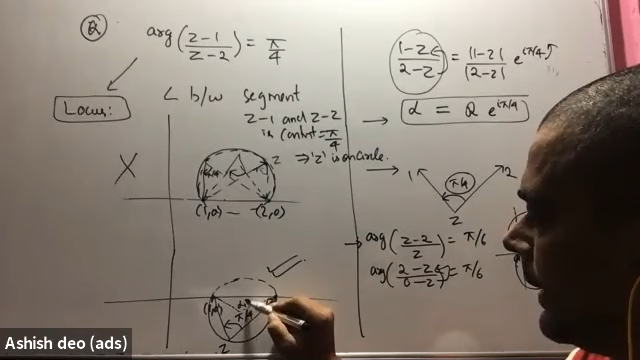 Q
arg(z-1/z-2) = π/4
Locus:
∠ b/w segment
z-1 and z-2
is const = π/4
⇒ 'z' is on circle.
z
(1,0) - (2,0)
X
(1,0)
π/4
z
1-z/2-z = |1-z|/|2-z| e^(iπ/4)
α = Q e^(iπ/4)
1
π/4
2
z
arg(z-2/z) = π/6
arg(2-z/0-z) = π/6
Ashish deo (ads)